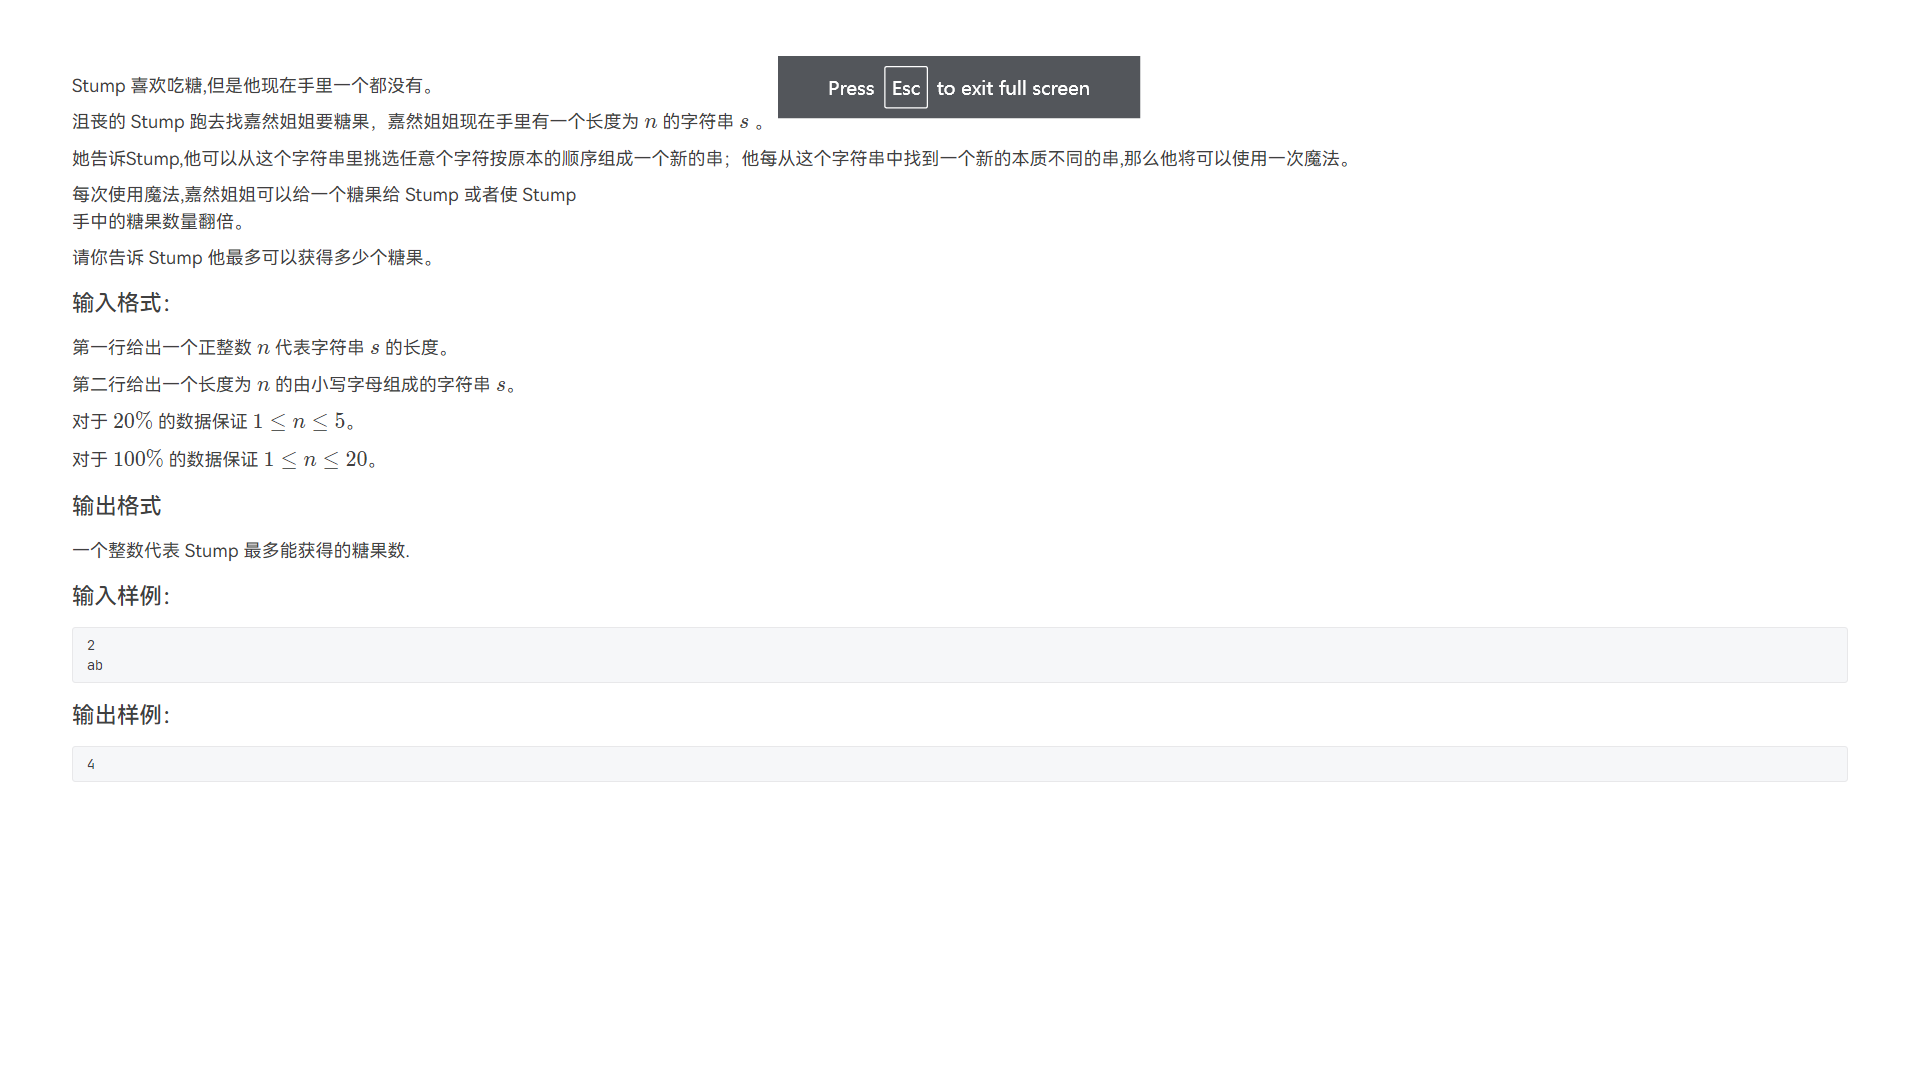 Stump 喜欢吃糖,但是他现在手里一个都没有。
Press Esc to exit full screen
沮丧的 Stump 跑去找嘉然姐姐要糖果，嘉然姐姐现在手里有一个长度为 n 的字符串 s 。
她告诉Stump,他可以从这个字符串里挑选任意个字符按原本的顺序组成一个新的串；他每从这个字符串中找到一个新的本质不同的串,那么他将可以使用一次魔法。
每次使用魔法,嘉然姐姐可以给一个糖果给 Stump 或者使 Stump
手中的糖果数量翻倍。
请你告诉 Stump 他最多可以获得多少个糖果。
输入格式：
第一行给出一个正整数 n 代表字符串 s 的长度。
第二行给出一个长度为 n 的由小写字母组成的字符串 s。
对于 20% 的数据保证 1 ≤ n ≤ 5。
对于 100% 的数据保证 1 ≤ n ≤ 20。
输出格式
一个整数代表 Stump 最多能获得的糖果数.
输入样例：
2
ab
输出样例：
4